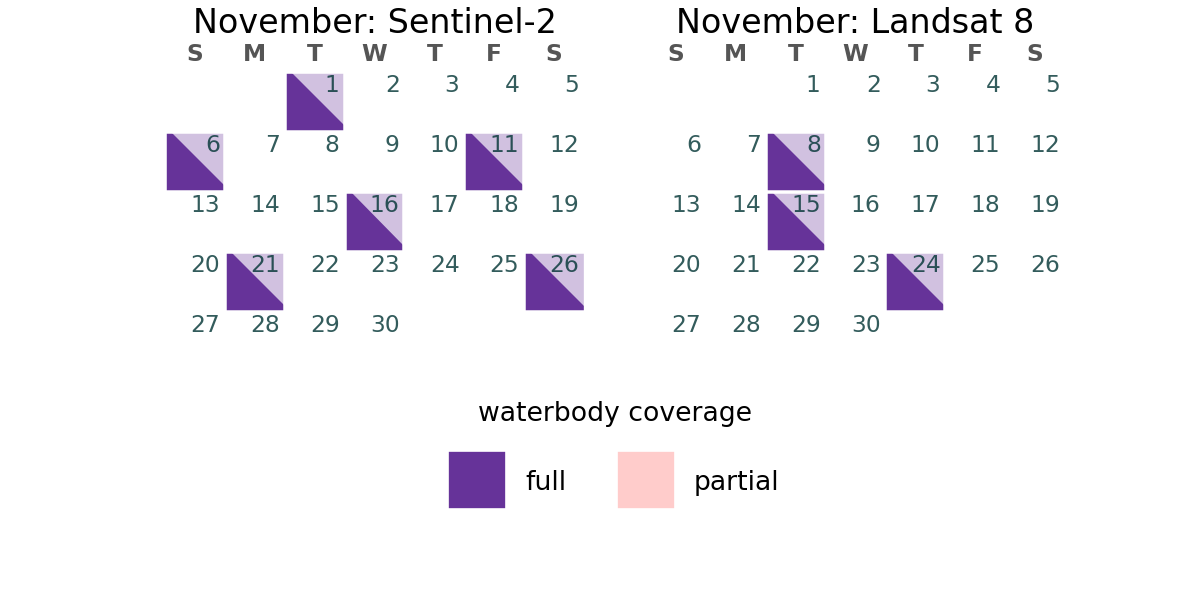 November: Sentinel-2
S M T W T F S
1 2 3 4 5
6 7 8 9 10 11 12
13 14 15 16 17 18 19
20 21 22 23 24 25 26
27 28 29 30
November: Landsat 8
S M T W T F S
1 2 3 4 5
6 7 8 9 10 11 12
13 14 15 16 17 18 19
20 21 22 23 24 25 26
27 28 29 30
waterbody coverage
full
partial